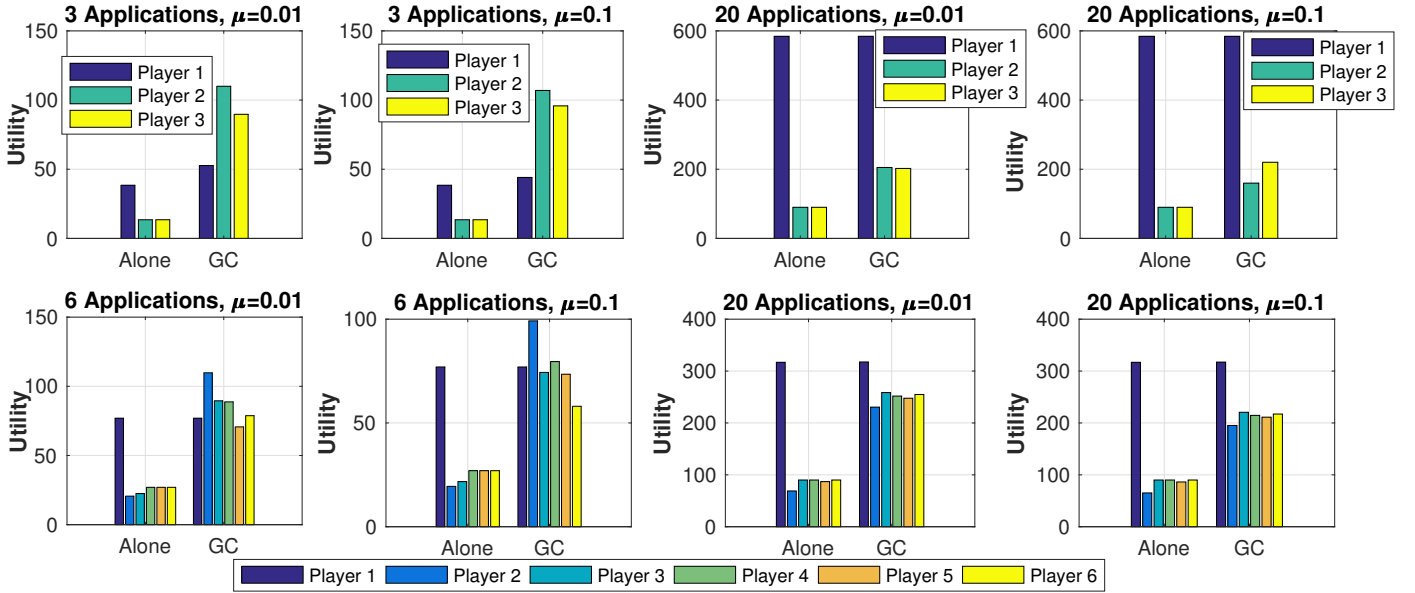 3 Applications, μ=0.01
150
100
50
0
Utility
Player 1
Player 2
Player 3
Alone
GC
3 Applications, μ=0.1
150
100
50
0
Utility
Player 1
Player 2
Player 3
Alone
GC
20 Applications, μ=0.01
600
400
200
0
Utility
Player 1
Player 2
Player 3
Alone
GC
20 Applications, μ=0.1
600
400
200
0
Utility
Player 1
Player 2
Player 3
Alone
GC
6 Applications, μ=0.01
150
100
50
0
Utility
Alone
GC
6 Applications, μ=0.1
100
50
0
Utility
Alone
GC
20 Applications, μ=0.01
400
300
200
100
0
Utility
Alone
GC
20 Applications, μ=0.1
400
300
200
100
0
Utility
Alone
GC
Player 1 Player 2 Player 3 Player 4 Player 5 Player 6